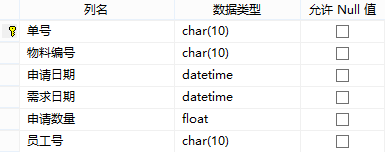 列名 数据类型 允许 Null 值
单号 char(10)
物料编号 char(10)
申请日期 datetime
需求日期 datetime
申请数量 float
员工号 char(10)